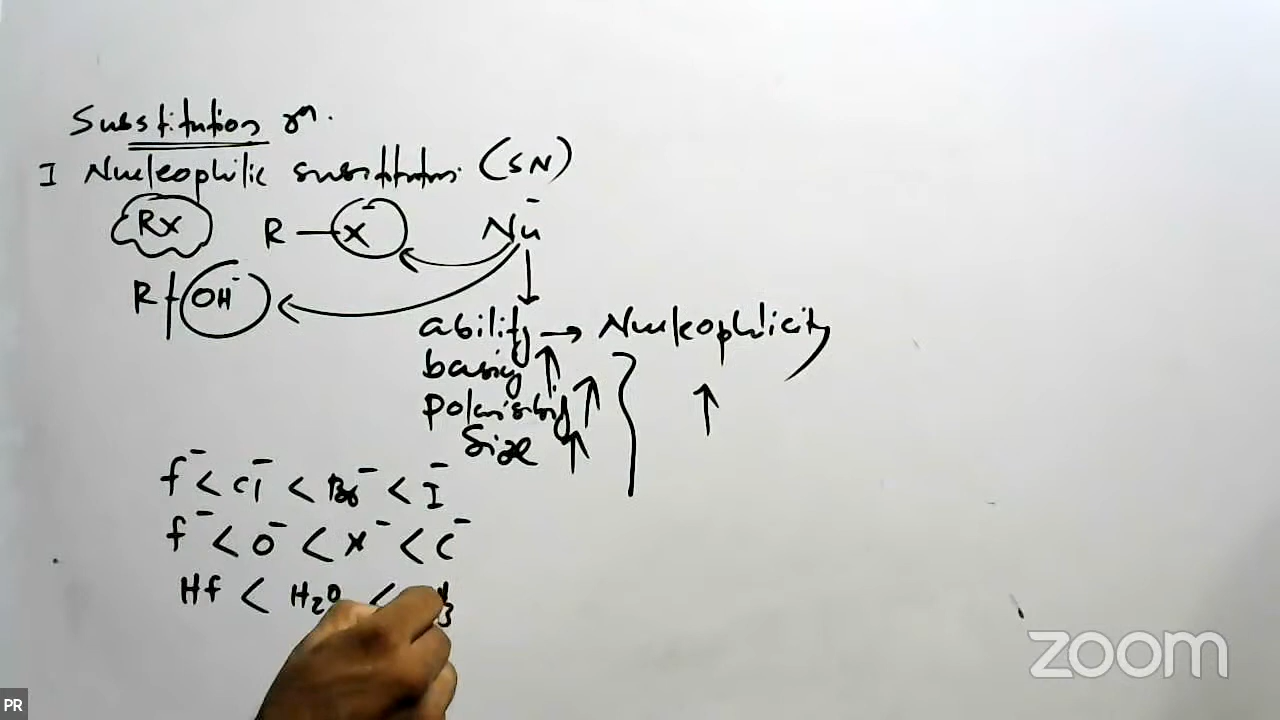 Substitution rn.
I Nucleophilic substitution (SN)
RX R — X⁻ Nu⁻
R OH⁻
ability → Nucleophilicity
basicity ↑
polarisability ↑ ↑
Size ↑
f⁻ < Cl⁻ < Br⁻ < I⁻
f⁻ < O⁻ < < C⁻
Hf < H₂O <
zoom
PR